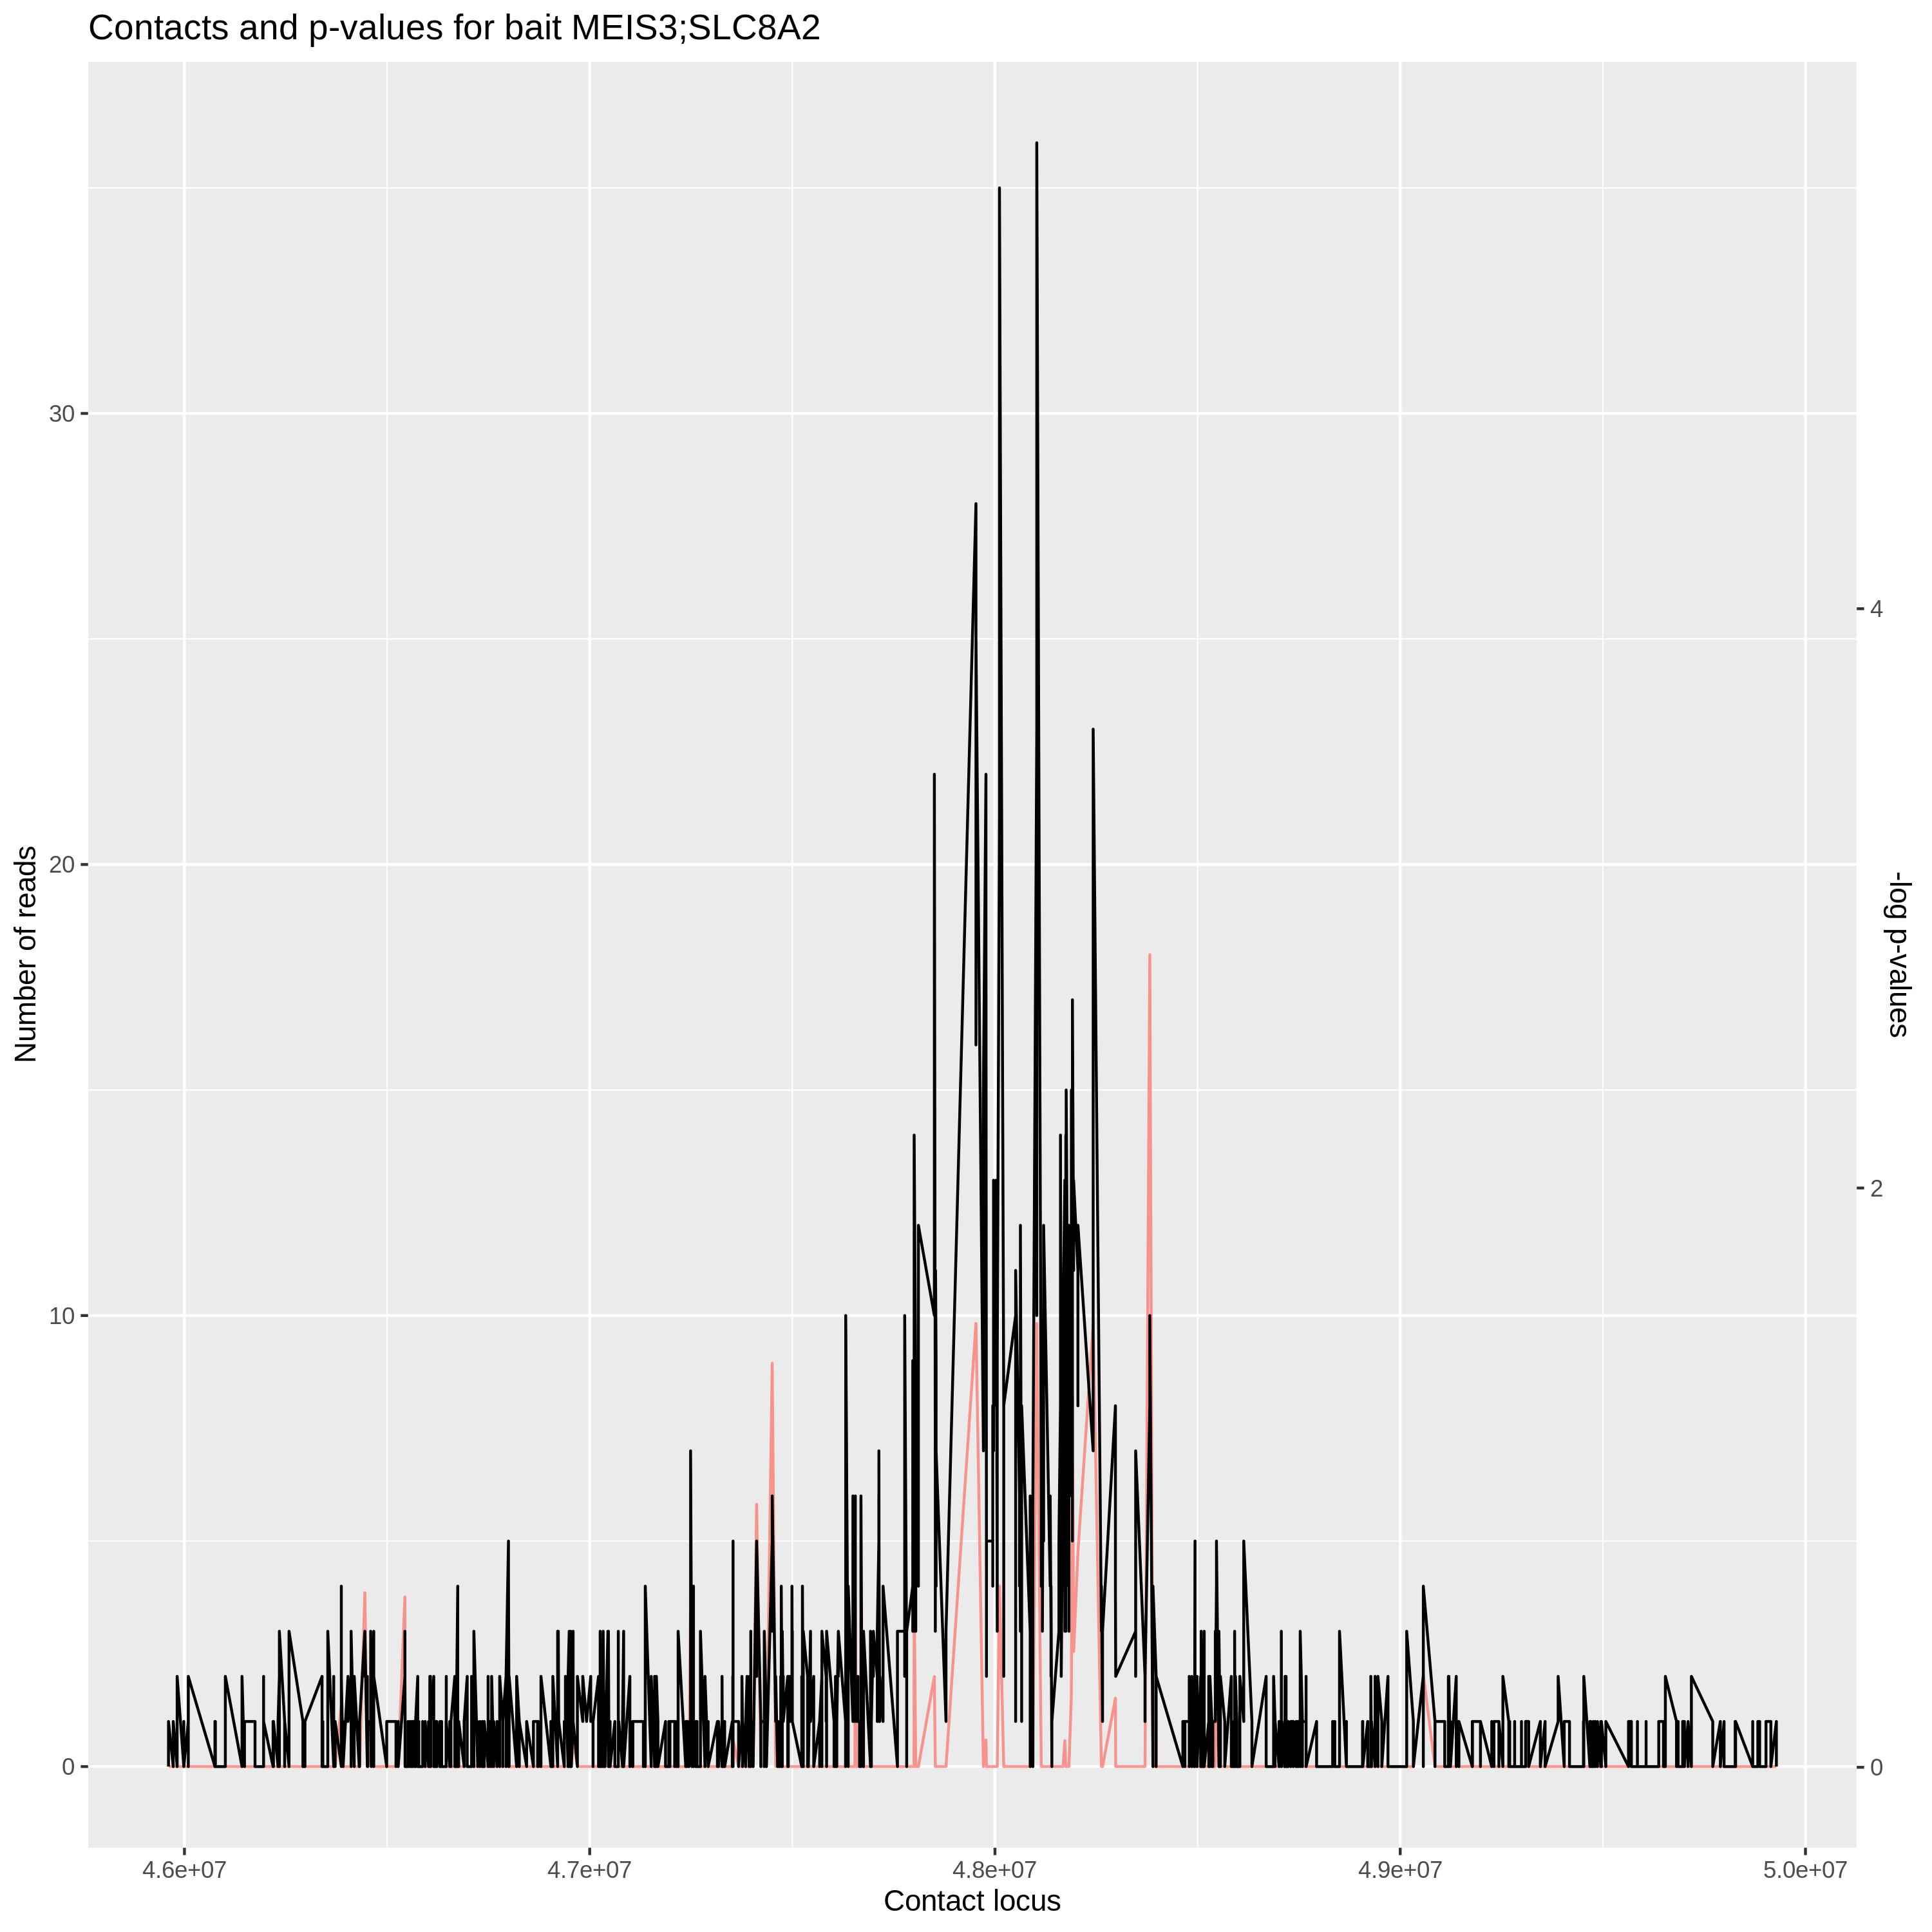 Contacts and p-values for bait MEIS3;SLC8A2
Number of reads
30
20
10
0
4
2
0
-log p-values
4.6e+07 4.7e+07 4.8e+07 4.9e+07 5.0e+07
Contact locus